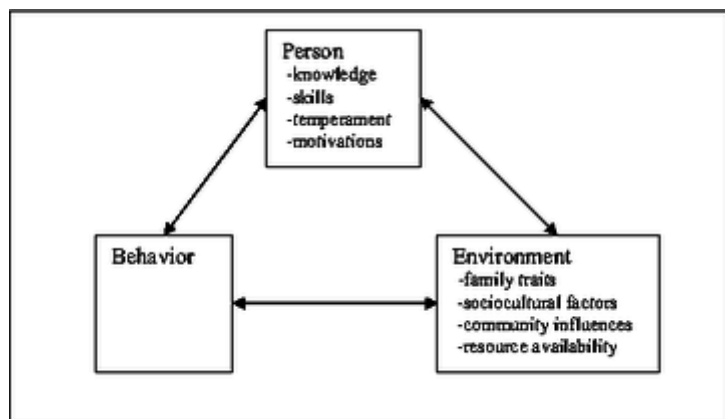 Person
-knowledge
-skills
-temperament
-motivations
Behavior
Environment
-family traits
-sociocultural factors
-community influences
-resource availability